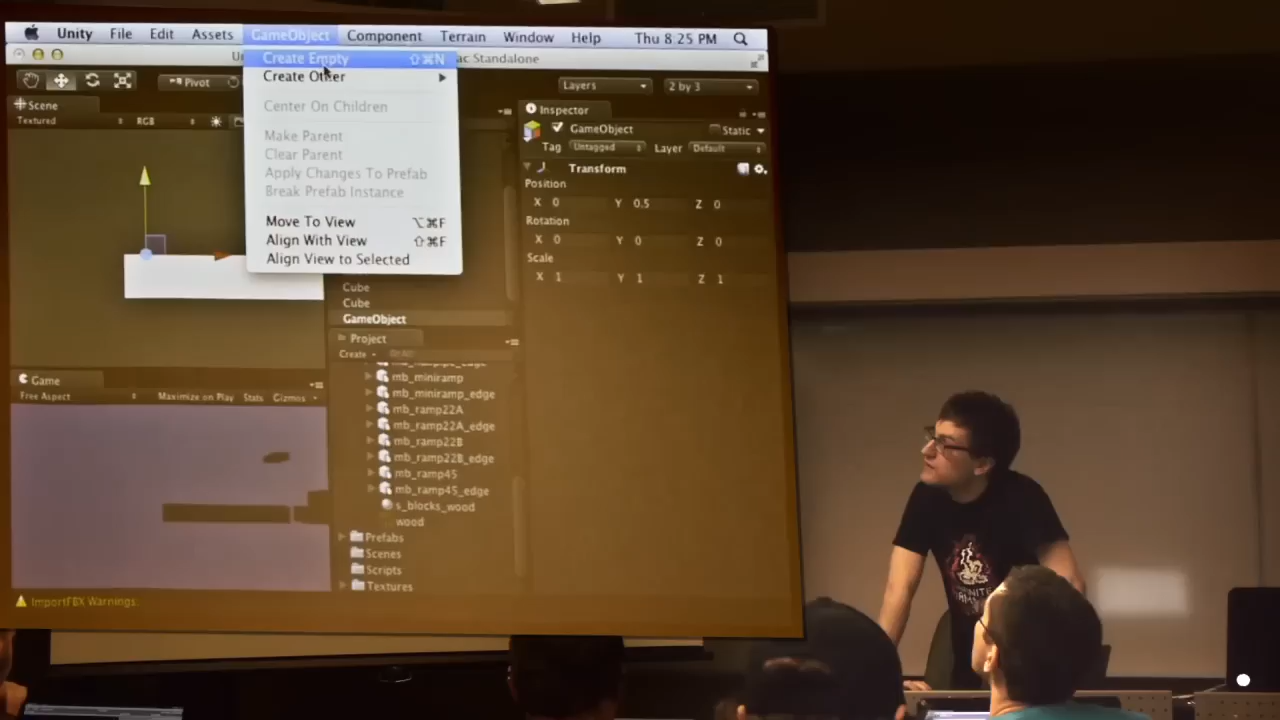 Unity File Edit Assets GameObject Component Terrain Window Help Thu 8:25 PM
ac Standalone
Create Empty ⇧⌘N
Create Other
Center On Children
Make Parent
Clear Parent
Apply Changes To Prefab
Break Prefab Instance
Move To View ⌥⌘F
Align With View ⇧⌘F
Align View to Selected
Pivot
Layers
2 by 3
Scene
Textured RGB
Inspector
GameObject Static
Tag Untagged Layer Default
Transform
Position
X 0 Y 0.5 Z 0
Rotation
X 0 Y 0 Z 0
Scale
X 1 Y 1 Z 1
Cube
Cube
GameObject
Project
Create
Game
Free Aspect Maximize on Play Stats Gizmos
mb_miniramp
mb_miniramp_edge
mb_ramp22A
mb_ramp22A_edge
mb_ramp22B
mb_ramp22B_edge
mb_ramp45
mb_ramp45_edge
s_blocks_wood
wood
Prefabs
Scenes
Scripts
Textures
ImportFBX Warnings: